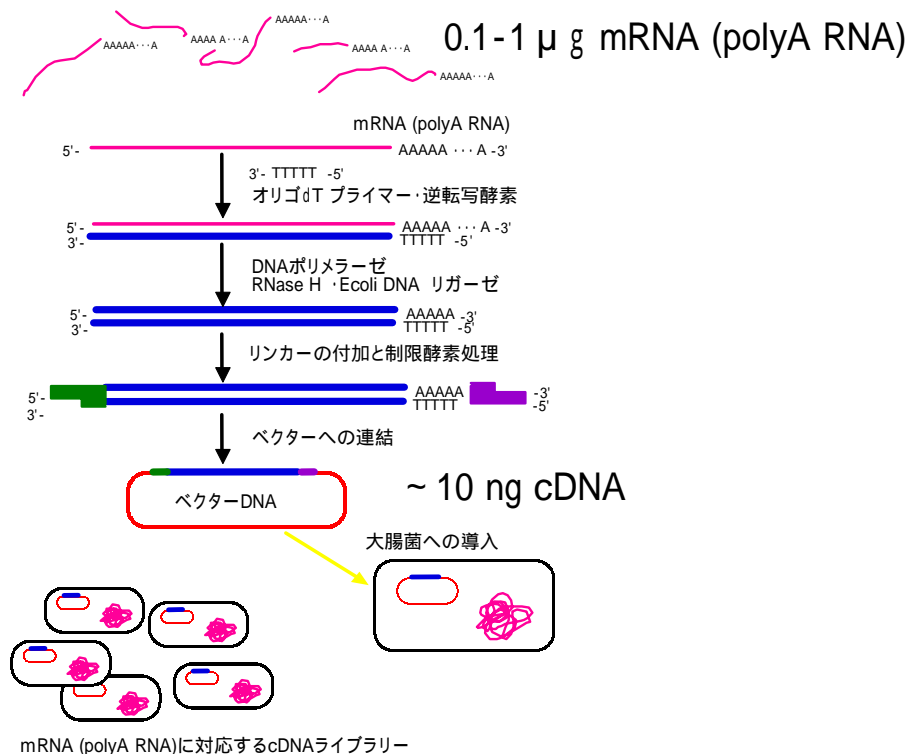 AAAAA･･･A
AAAAA･･･A
AAAA A･･･A
AAAA A･･･A
AAAAA･･･A
0.1-1 μｇ mRNA (polyA RNA)
mRNA (polyA RNA)
5'- AAAAA ･･･ A -3'
3'- TTTTT -5'
オリゴdT プライマー・逆転写酵素
5'- AAAAA ･･･ A -3'
3'- TTTTT -5'
DNAポリメラーゼ
RNase H ・Ecoli DNA リガーゼ
5'- AAAAA -3'
3'- TTTTT -5'
リンカーの付加と制限酵素処理
5'- AAAAA -3'
3'- TTTTT -5'
ベクターへの連結
ベクターDNA
~ 10 ng cDNA
大腸菌への導入
mRNA (polyA RNA)に対応するcDNAライブラリー